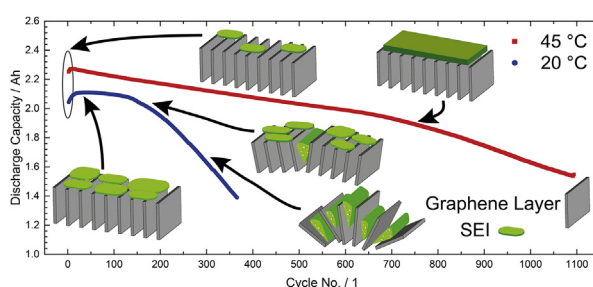 2.6
2.4
2.2
2.0
1.8
1.6
1.4
1.2
1.0
Discharge Capacity / Ah
45 °C
20 °C
Graphene Layer
SEI
0 100 200 300 400 500 600 700 800 900 1000 1100
Cycle No. / 1